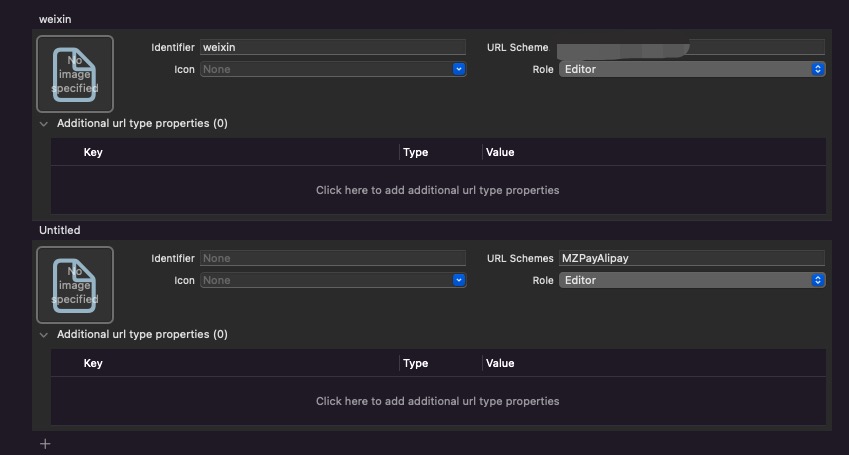 weixin
No image specified
Identifier weixin URL Scheme
Icon None Role Editor
Additional url type properties (0)
Key Type Value
Click here to add additional url type properties
Untitled
No image specified
Identifier None URL Schemes MZPayAlipay
Icon None Role Editor
Additional url type properties (0)
Key Type Value
Click here to add additional url type properties